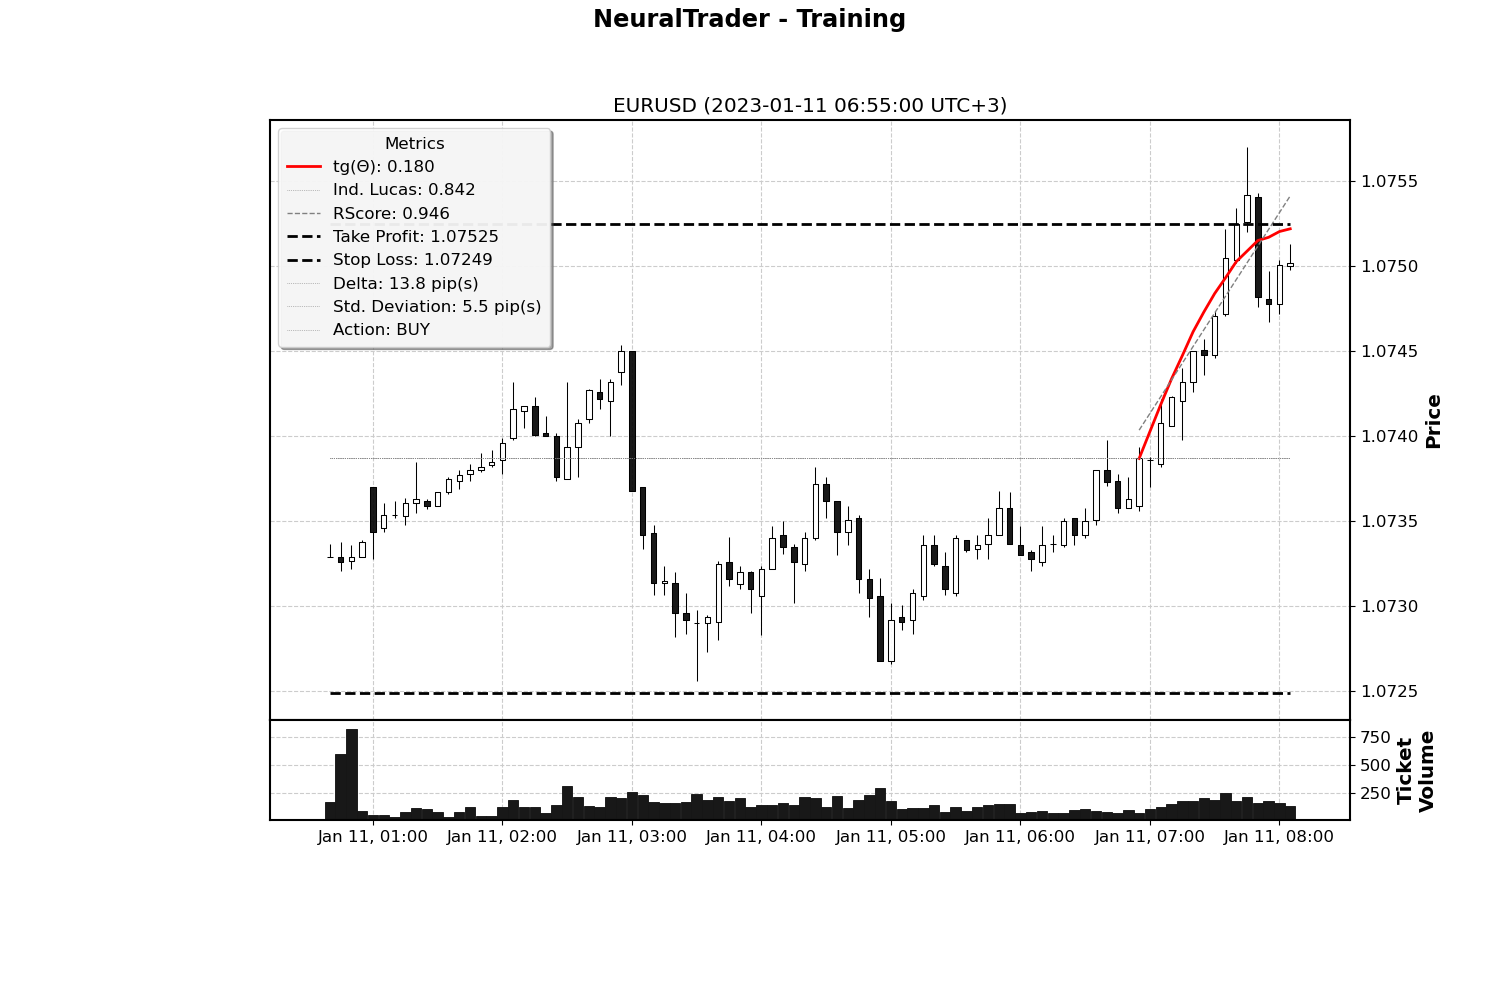 NeuralTrader - Training
EURUSD (2023-01-11 06:55:00 UTC+3)
Metrics
tg(Θ): 0.180
Ind. Lucas: 0.842
RScore: 0.946
Take Profit: 1.07525
Stop Loss: 1.07249
Delta: 13.8 pip(s)
Std. Deviation: 5.5 pip(s)
Action: BUY
1.0755
1.0750
1.0745
1.0740
1.0735
1.0730
1.0725
Price
750
500
250
Ticket
Volume
Jan 11, 01:00
Jan 11, 02:00
Jan 11, 03:00
Jan 11, 04:00
Jan 11, 05:00
Jan 11, 06:00
Jan 11, 07:00
Jan 11, 08:00